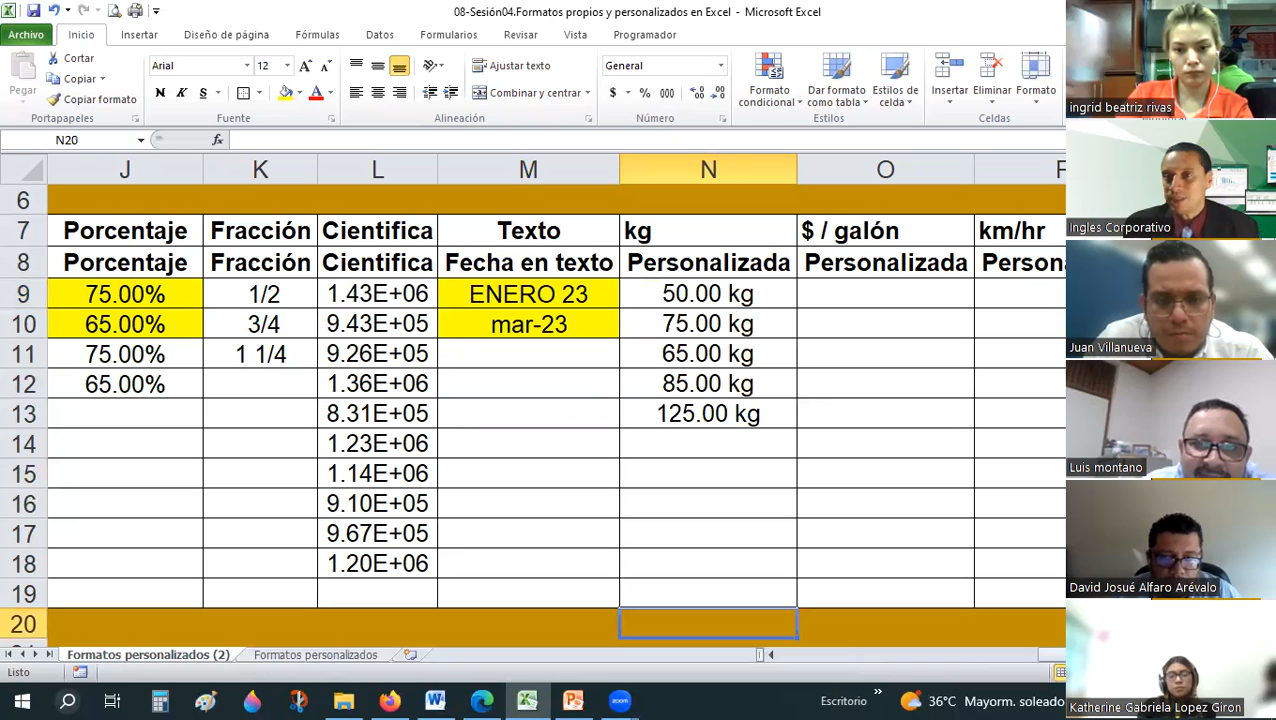 08-Sesión04.Formatos propios y personalizados en Excel - Microsoft Excel
Archivo Inicio Insertar Diseño de página Fórmulas Datos Formularios Revisar Vista Programador
Cortar
Copiar
Copiar formato
Pegar
Portapapeles
Arial 12
N K S
Fuente
Ajustar texto
Combinar y centrar
Alineación
General
$ % 000
Número
Formato condicional
Dar formato como tabla
Estilos de celda
Estilos
Insertar Eliminar Formato
Celdas
N20 fx
J K L M N O
6
7 Porcentaje Fracción Cientifica Texto kg $ / galón km/hr
8 Porcentaje Fracción Cientifica Fecha en texto Personalizada Personalizada
9 75.00% 1/2 1.43E+06 ENERO 23 50.00 kg
10 65.00% 3/4 9.43E+05 mar-23 75.00 kg
11 75.00% 1 1/4 9.26E+05 65.00 kg
12 65.00% 1.36E+06 85.00 kg
13 8.31E+05 125.00 kg
14 1.23E+06
15 1.14E+06
16 9.10E+05
17 9.67E+05
18 1.20E+06
19
20
Formatos personalizados (2) Formatos personalizados
Listo
zoom
Escritorio » 36°C Mayorm. soleado
ingrid beatriz rivas
Ingles Corporativo
Juan Villanueva
Luis montano
David Josué Alfaro Arévalo
Katherine Gabriela Lopez Giron